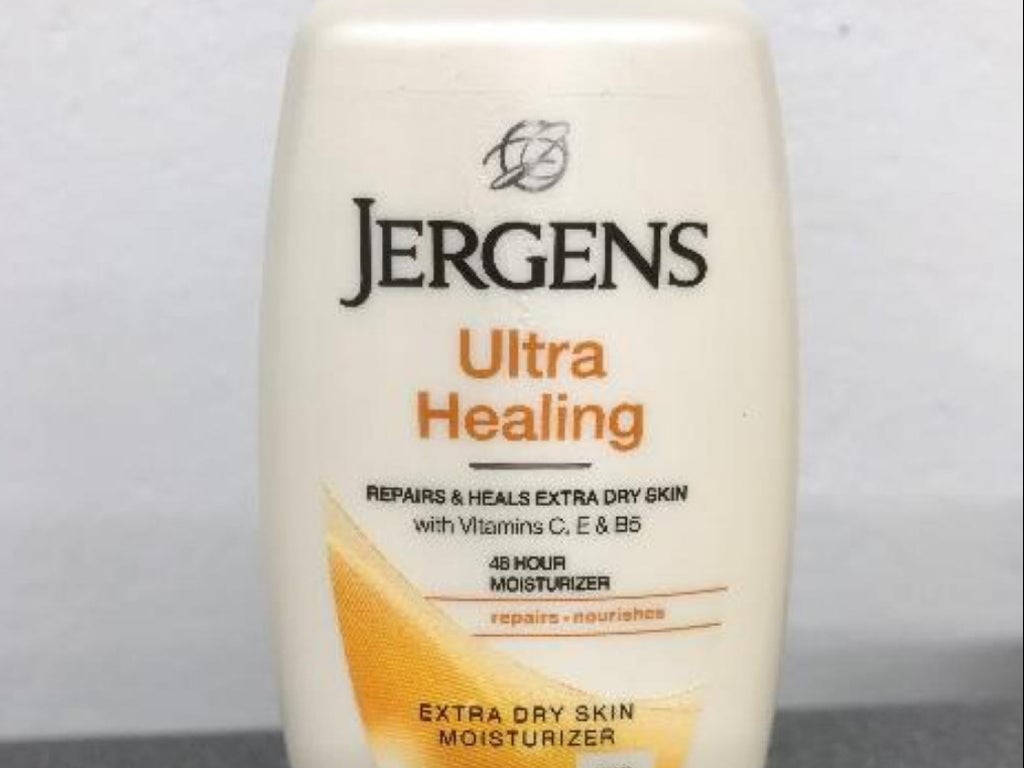 JERGENS
Ultra
Healing
REPAIRS & HEALS EXTRA DRY SKIN
with Vitamins C, E & B5
48 HOUR
MOISTURIZER
repairs - nourishes
EXTRA DRY SKIN
MOISTURIZER